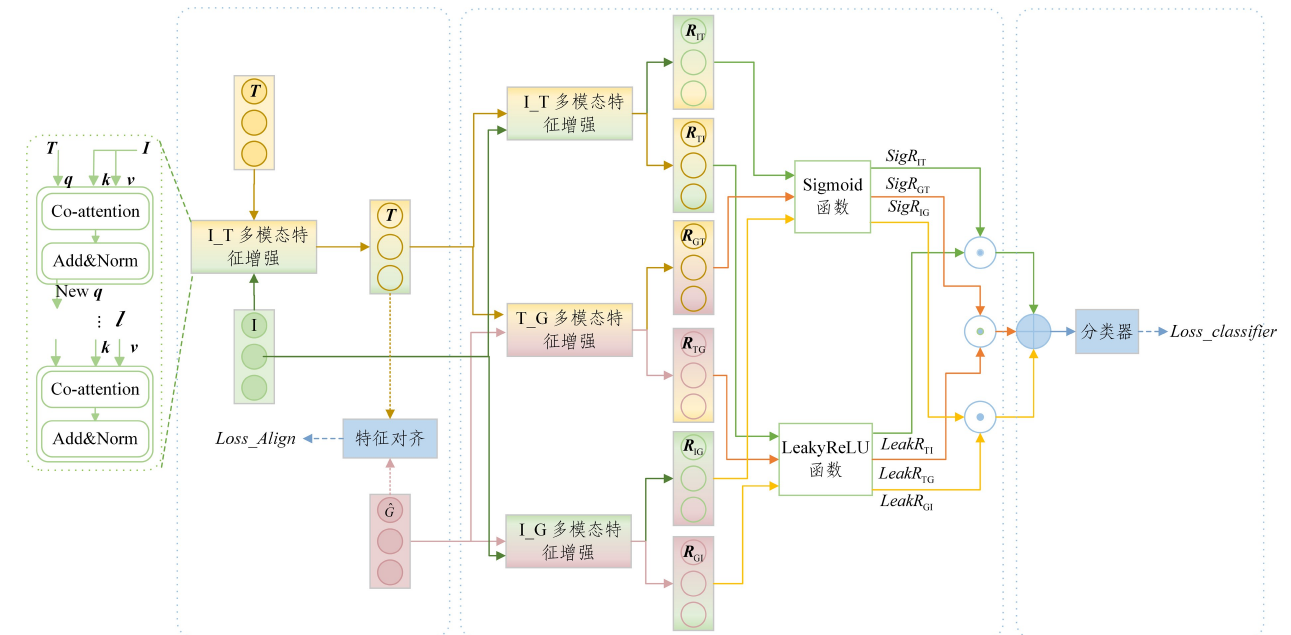 T
I
q
k
v
Co-attention
Add&Norm
New q
⋮ l
k
v
Co-attention
Add&Norm
T
I_T 多模态特
征增强
I
T
Loss_Align
特征对齐
Ĝ
I_T 多模态特
征增强
T_G 多模态特
征增强
I_G 多模态特
征增强
R_IT
R_TI
R_GT
R_TG
R_IG
R_GI
Sigmoid
函数
LeakyReLU
函数
SigR_IT
SigR_GT
SigR_IG
LeakR_TI
LeakR_TG
LeakR_GI
分类器
Loss_classifier